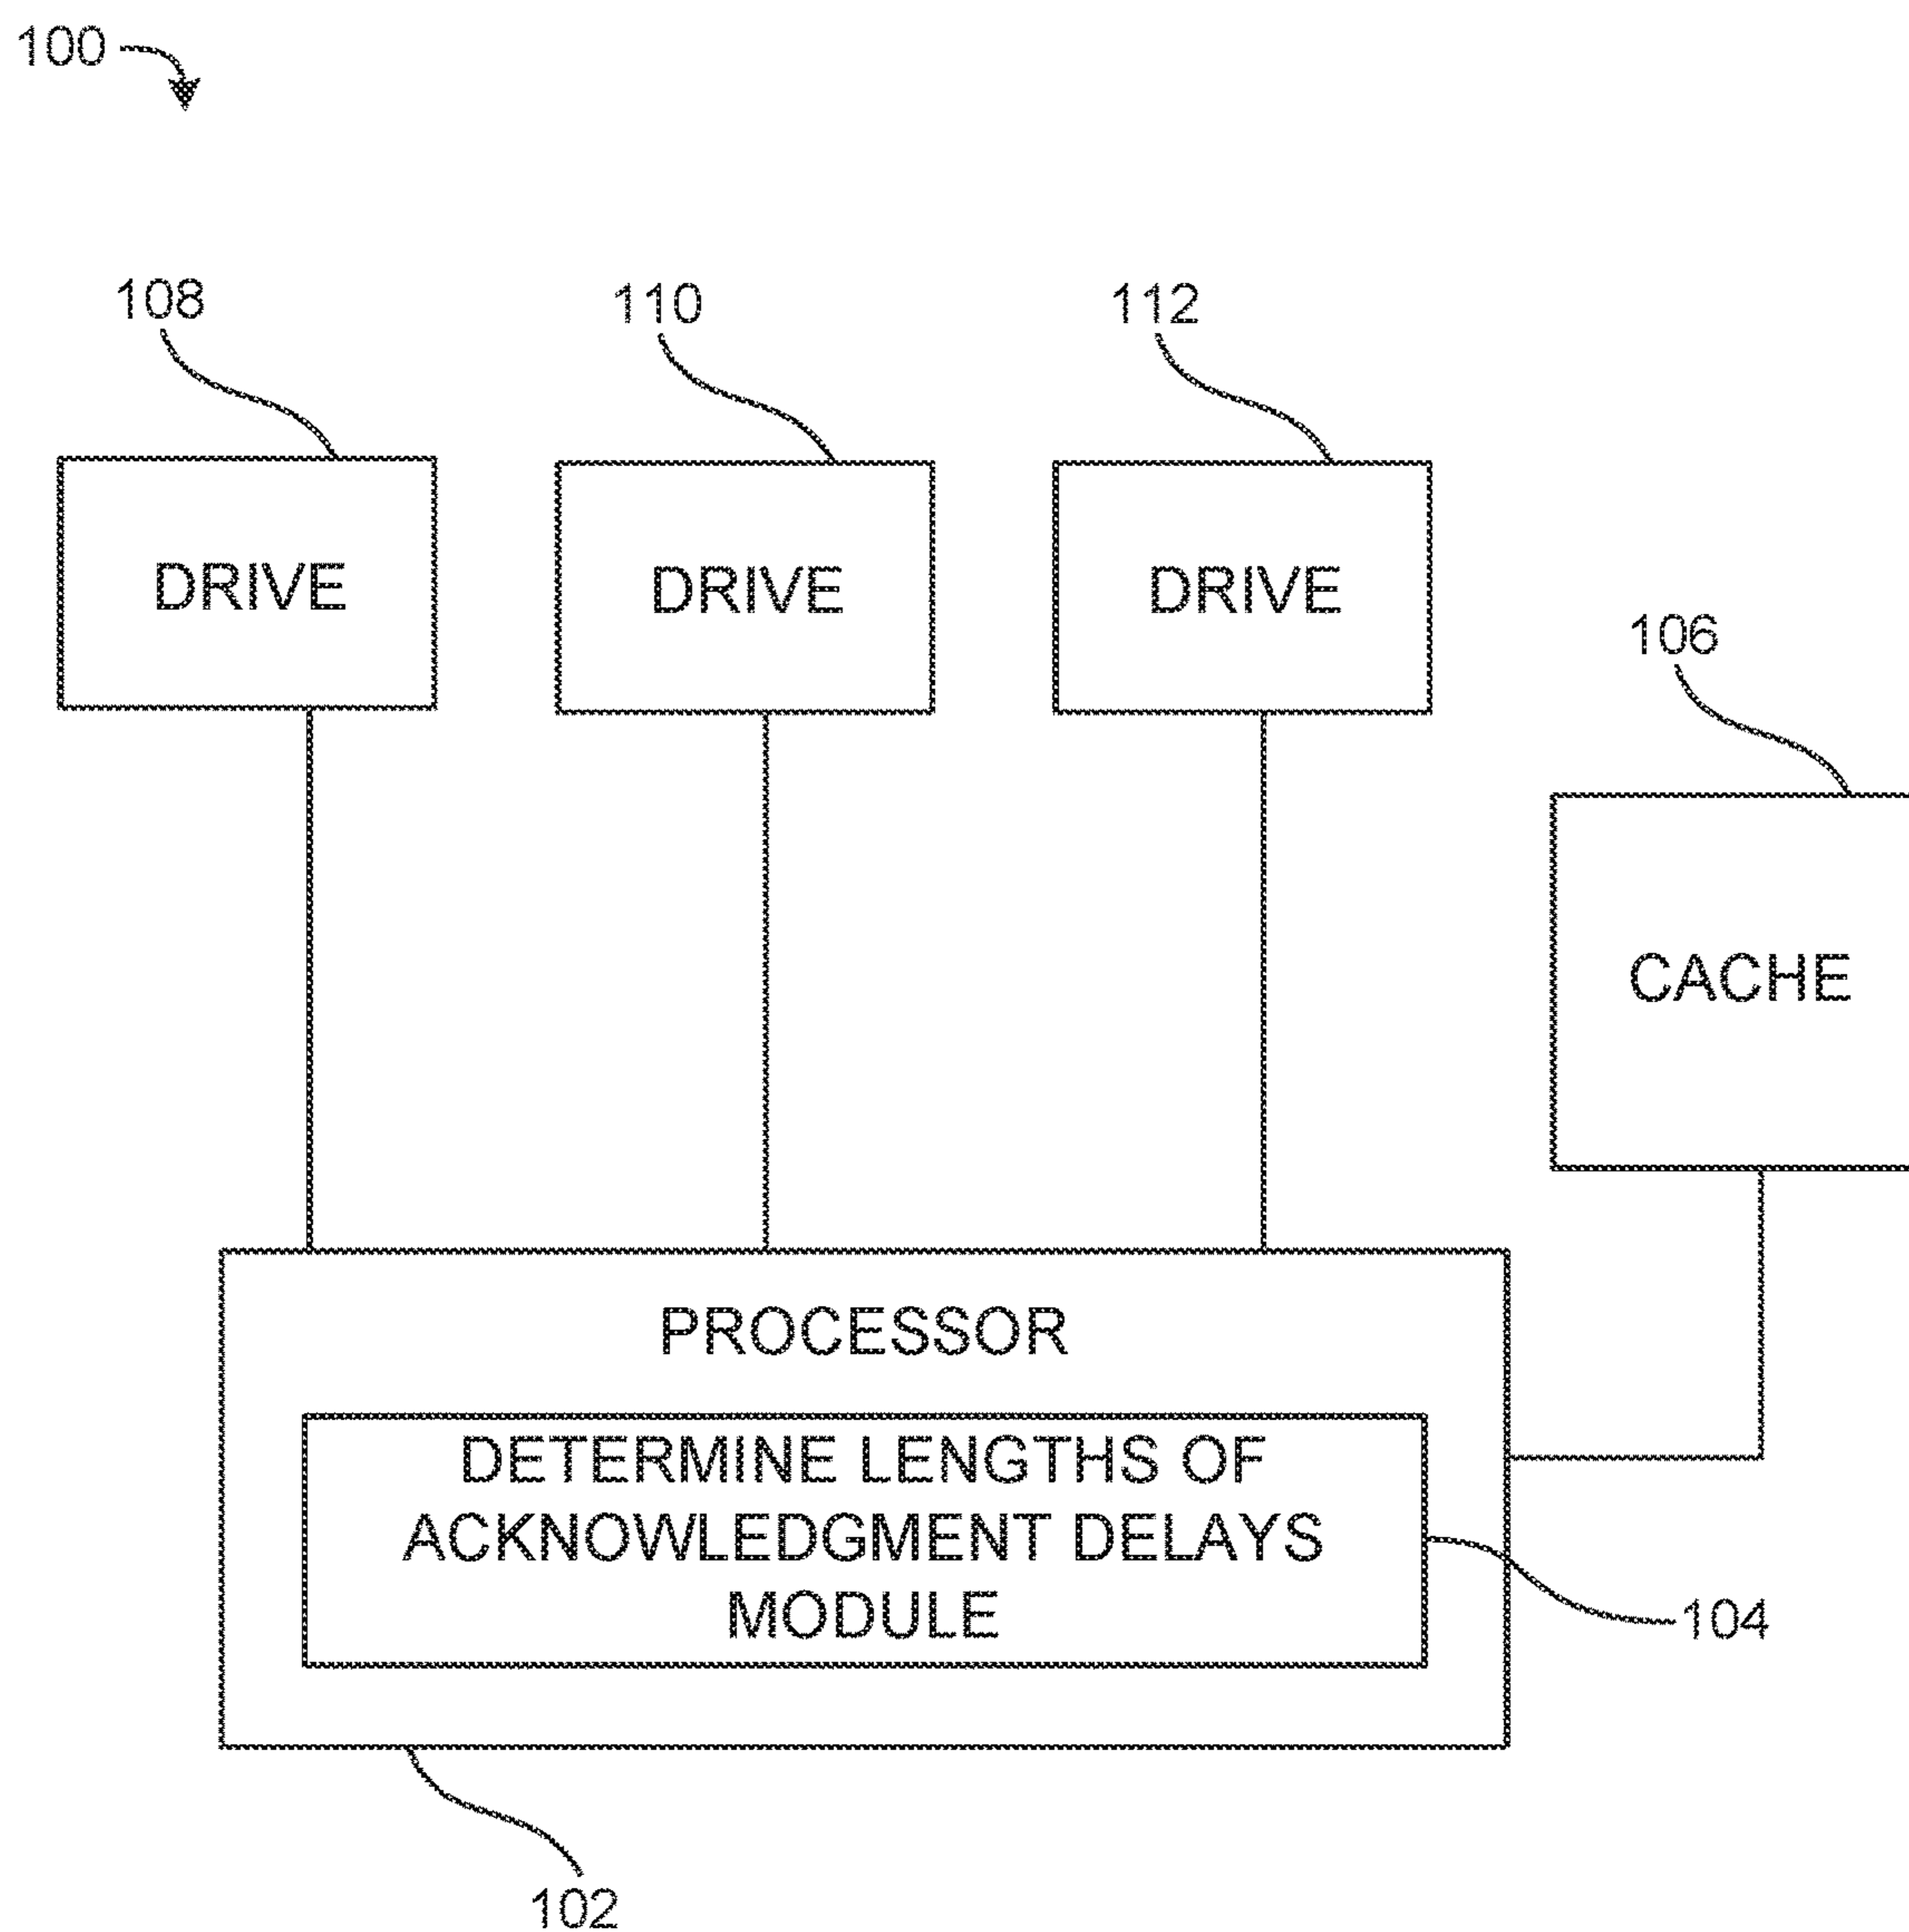 100
108
110
112
DRIVE
DRIVE
DRIVE
106
CACHE
PROCESSOR
DETERMINE LENGTHS OF
ACKNOWLEDGMENT DELAYS
MODULE
104
102